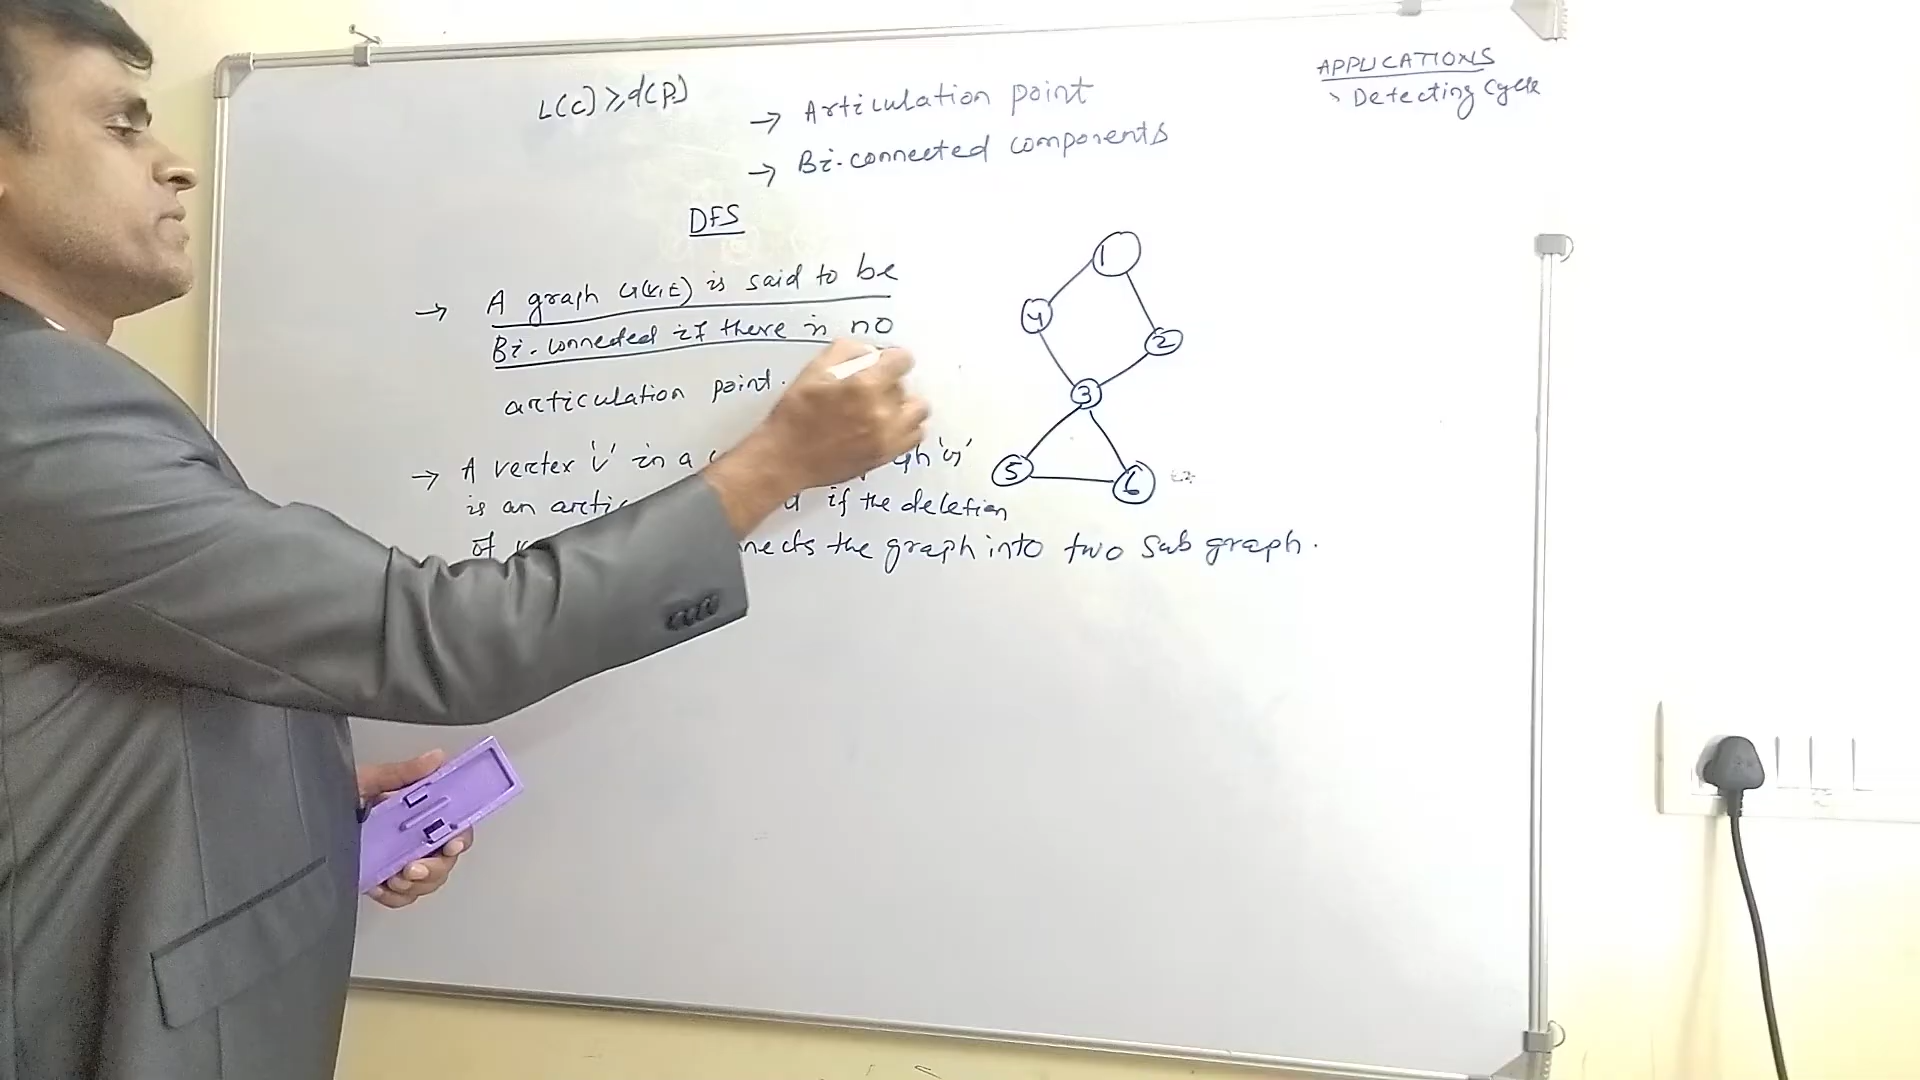 L(c) ≥ d(p)
→ Articulation point
→ Bi-connected components
APPLICATIONS
Detecting cycle
DFS
→ A graph G(V,E) is said to be
Bi-connected if there is no
articulation point.
→ A vertex 'v' in a
is an if the deletion
of the graph into two sub graph.
1
4
2
3
5
6